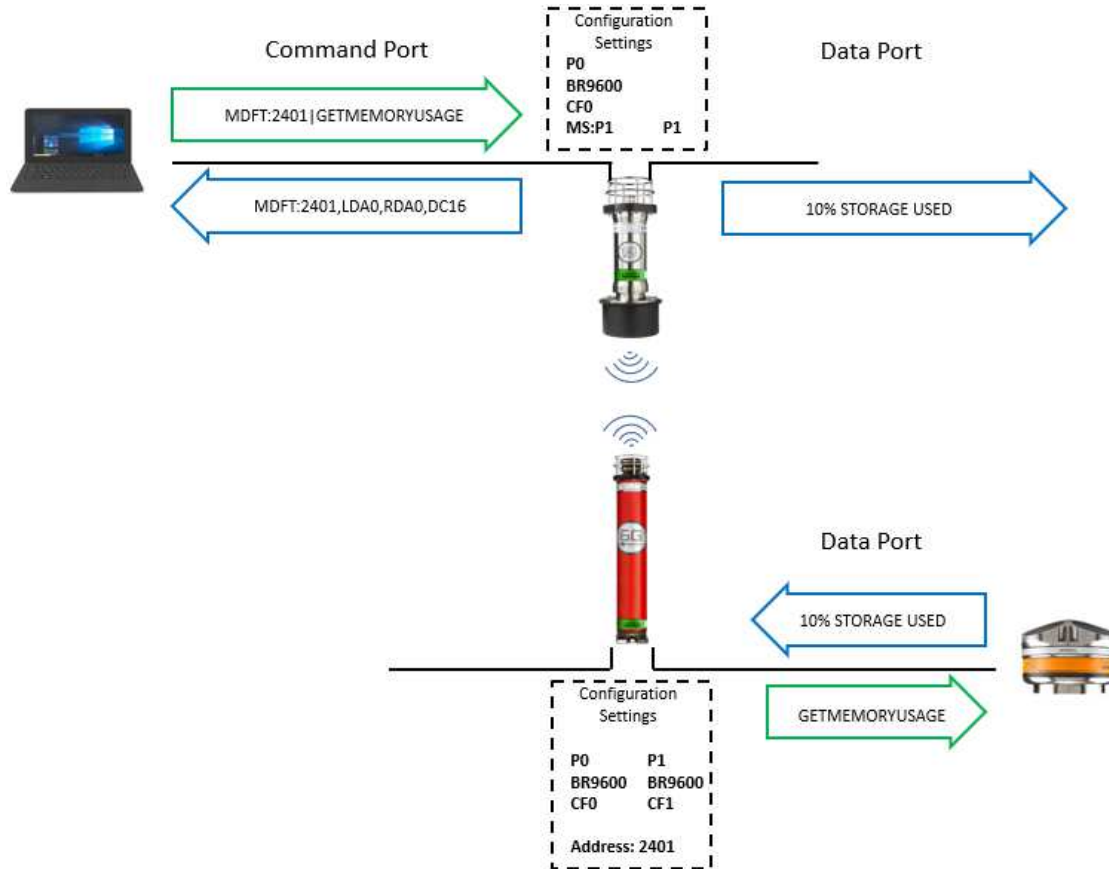 Command Port
Configuration
Settings
P0
BR9600
CF0
MS:P1 P1
Data Port
MDFT:2401|GETMEMORYUSAGE
MDFT:2401,LDA0,RDA0,DC16
10% STORAGE USED
6G
Data Port
10% STORAGE USED
GETMEMORYUSAGE
Configuration
Settings
P0 P1
BR9600 BR9600
CF0 CF1
Address: 2401